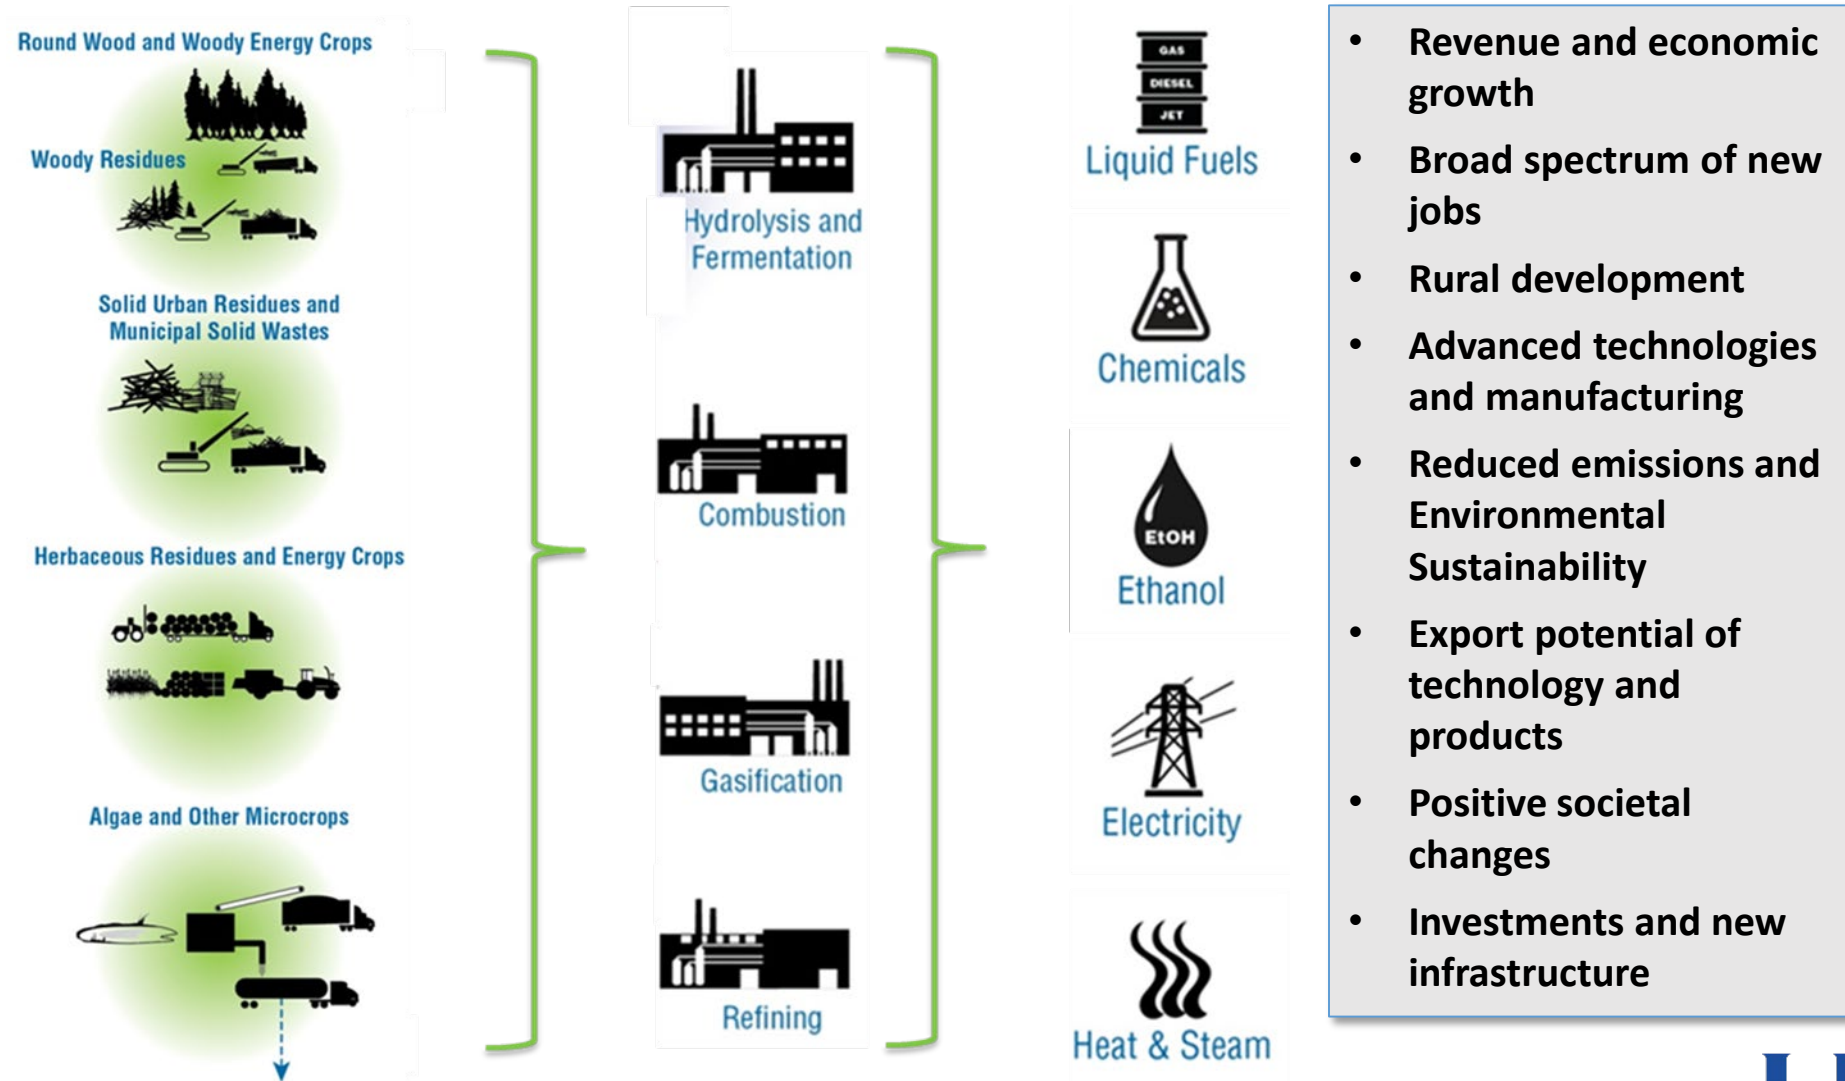 Round Wood and Woody Energy Crops
Woody Residues
Solid Urban Residues and
Municipal Solid Wastes
Herbaceous Residues and Energy Crops
Algae and Other Microcrops
Hydrolysis and
Fermentation
Combustion
Gasification
Refining
GAS
DIESEL
JET
Liquid Fuels
Chemicals
EtOH
Ethanol
Electricity
Heat & Steam
• Revenue and economic
growth
• Broad spectrum of new
jobs
• Rural development
• Advanced technologies
and manufacturing
• Reduced emissions and
Environmental
Sustainability
• Export potential of
technology and
products
• Positive societal
changes
• Investments and new
infrastructure